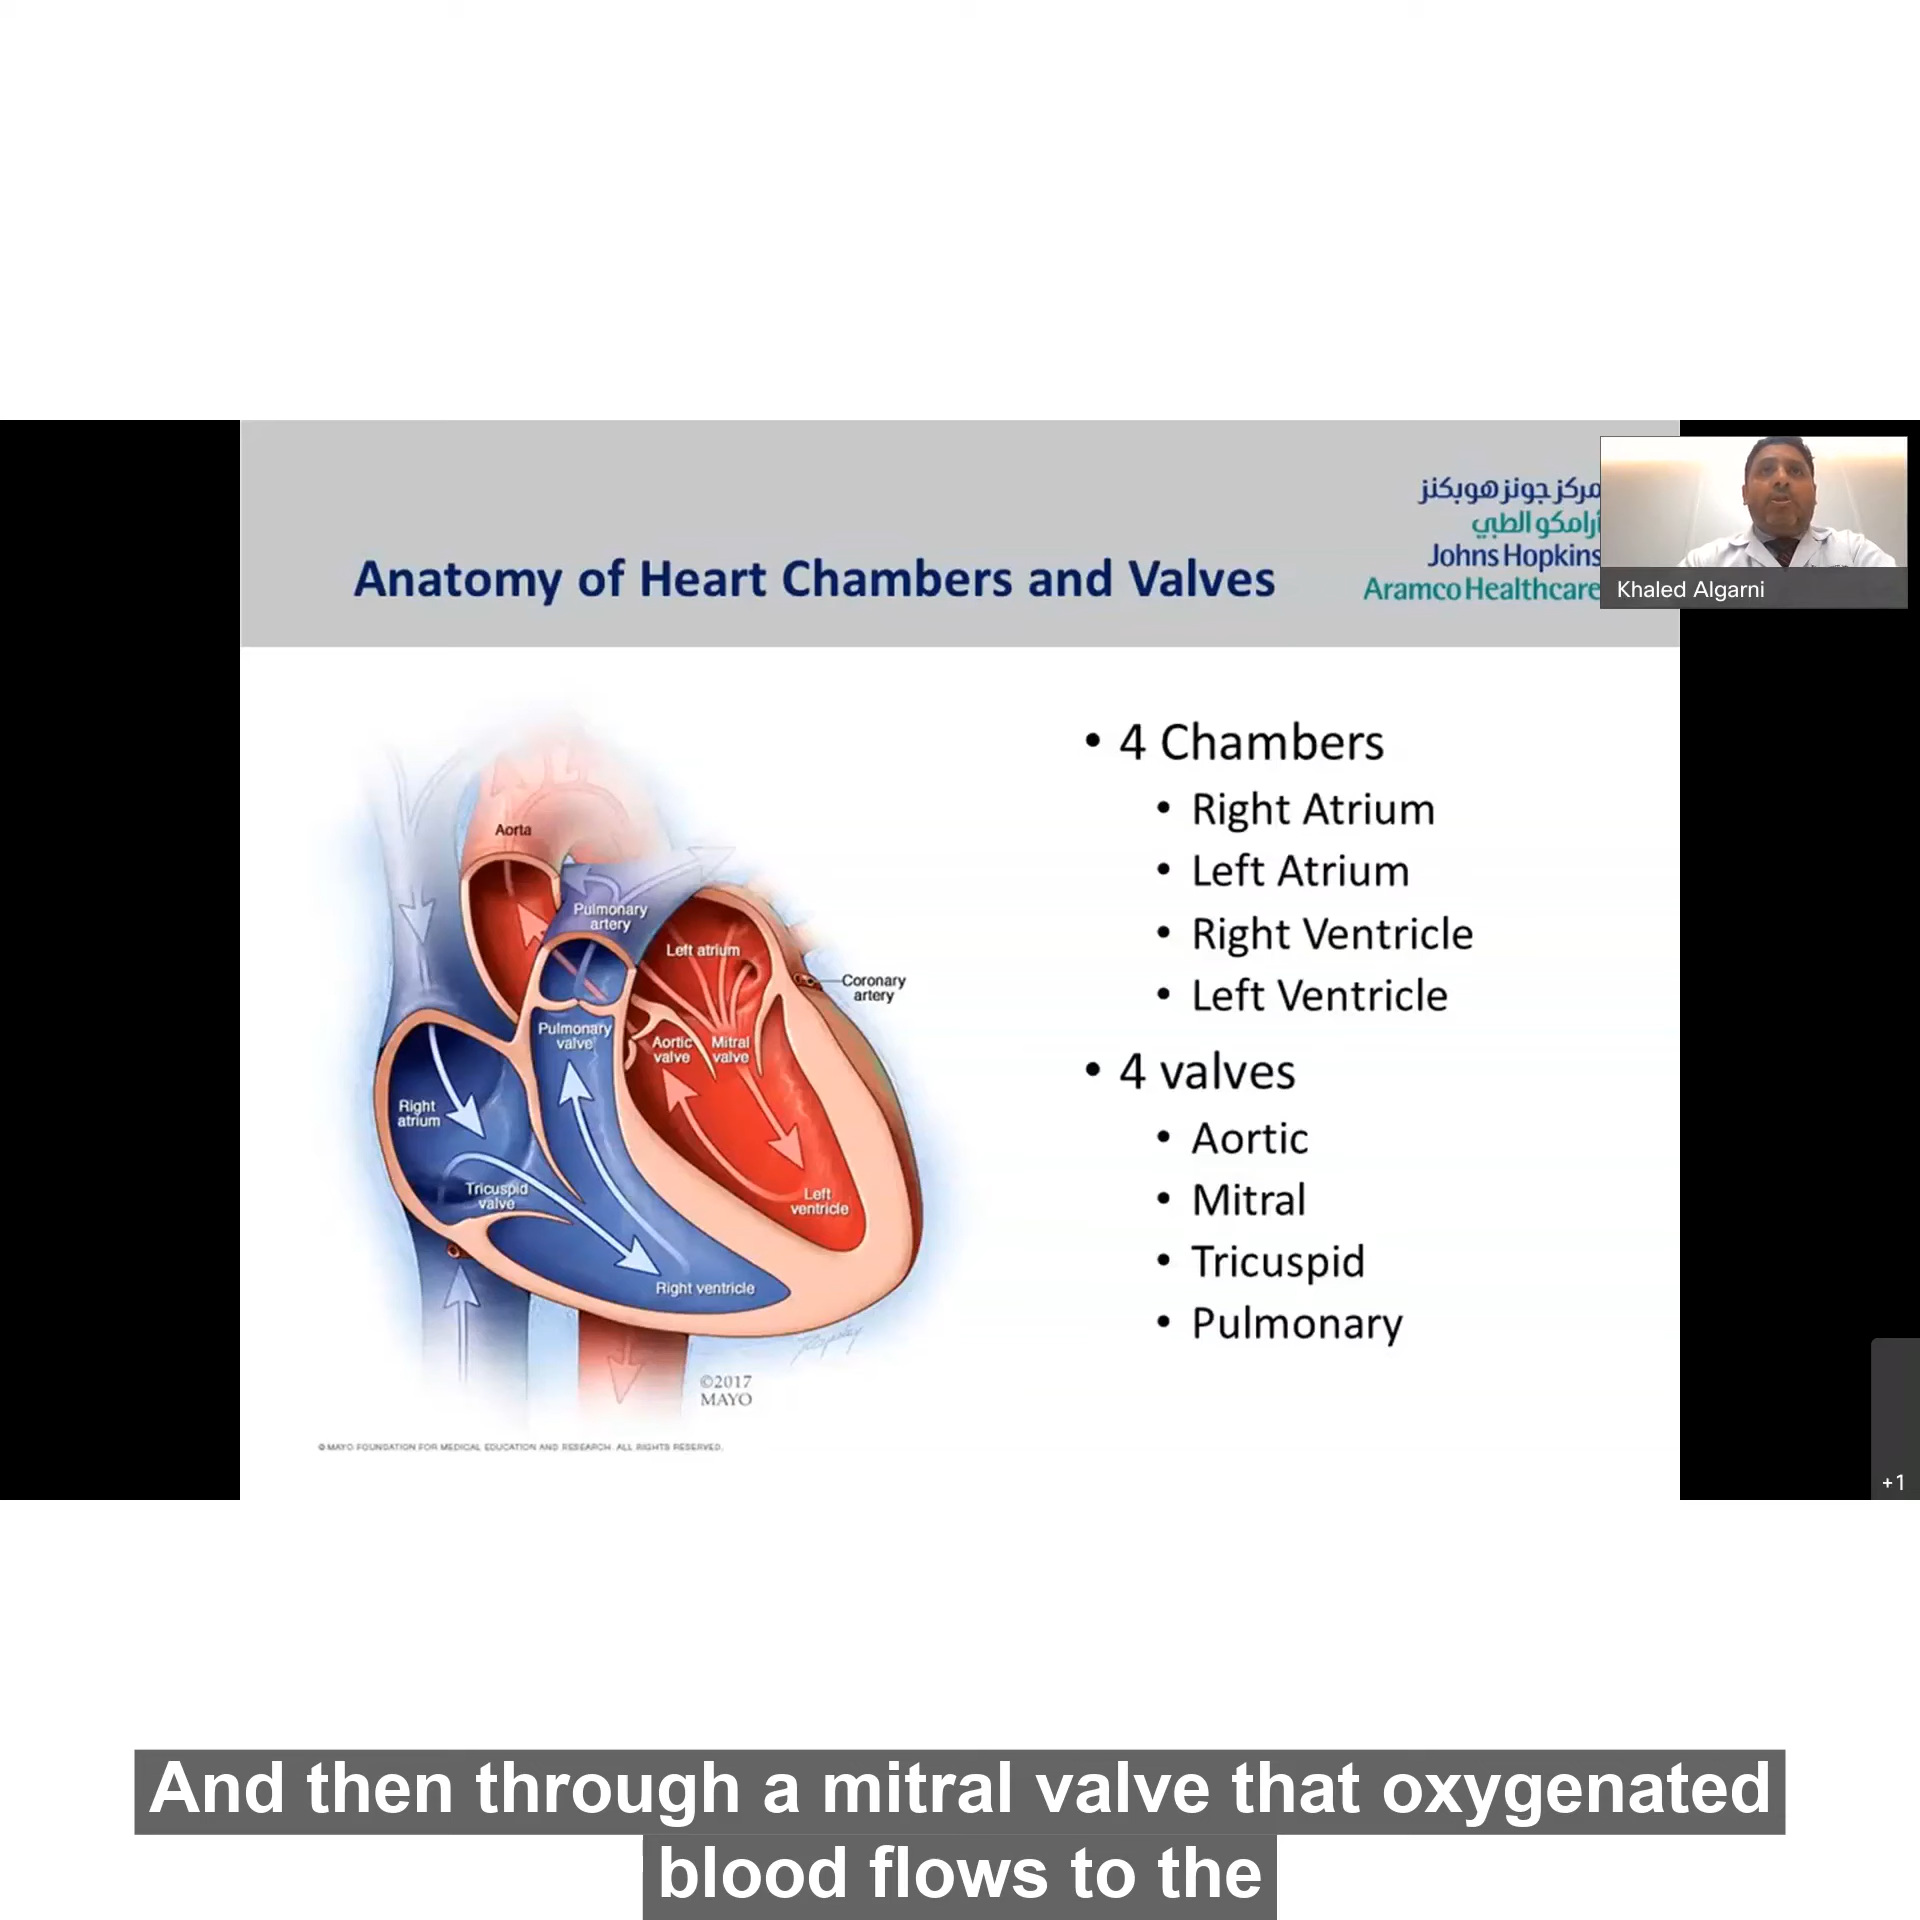 مركز جونز هوبكنز
أرامكو الطبي
Johns Hopkins
Aramco Healthcare
Khaled Algarni
Anatomy of Heart Chambers and Valves
Aorta
Pulmonary
artery
Left atrium
Coronary
artery
Pulmonary
valve
Aortic
valve
Mitral
valve
Right
atrium
Tricuspid
valve
Left
ventricle
Right ventricle
©2017
MAYO
© MAYO FOUNDATION FOR MEDICAL EDUCATION AND RESEARCH. ALL RIGHTS RESERVED.
• 4 Chambers
• Right Atrium
• Left Atrium
• Right Ventricle
• Left Ventricle
• 4 valves
• Aortic
• Mitral
• Tricuspid
• Pulmonary
+1
And then through a mitral valve that oxygenated
blood flows to the